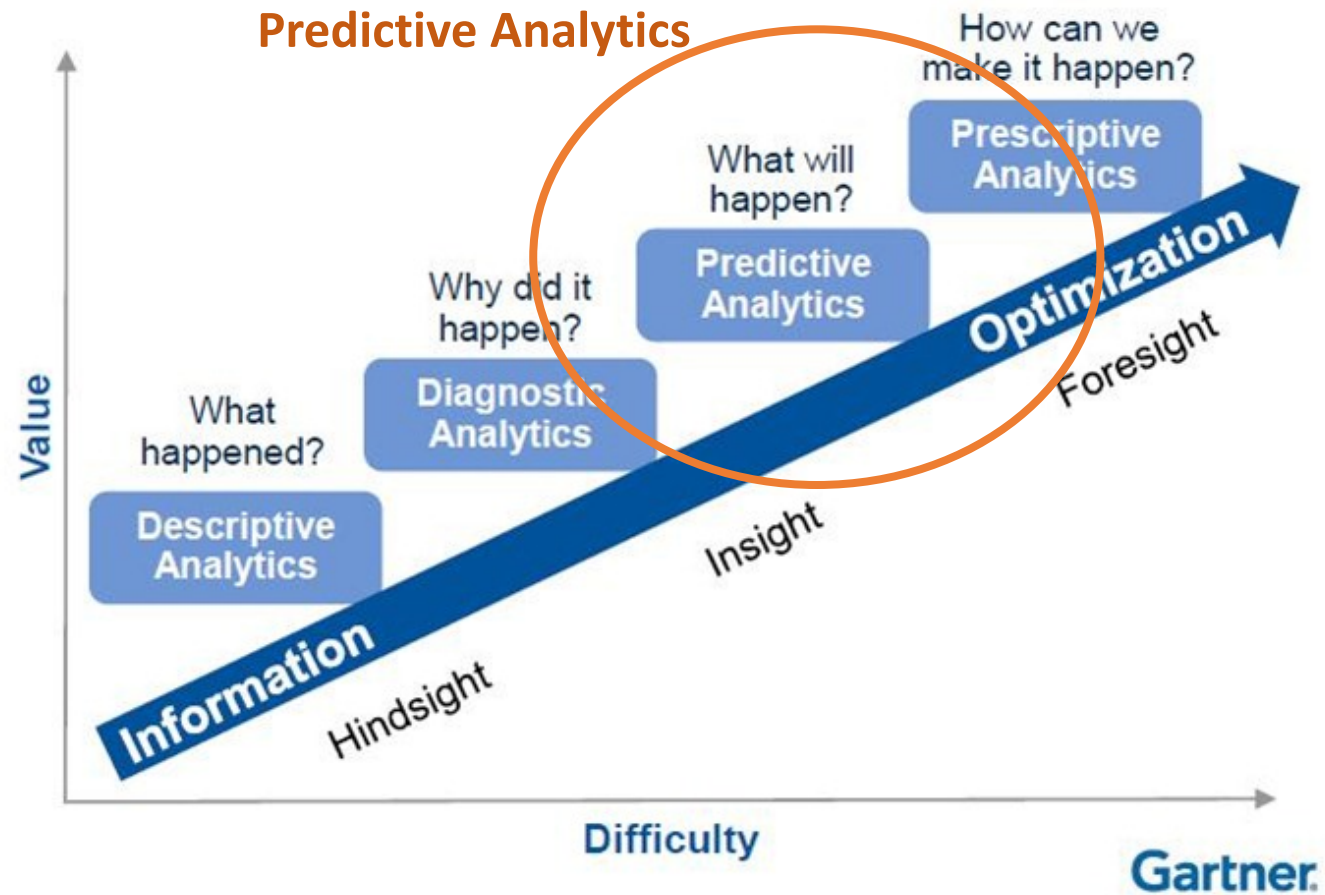 Predictive Analytics
How can we
make it happen?
Prescriptive
Analytics
What will
happen?
Predictive
Analytics
Why did it
happen?
Diagnostic
Analytics
What
happened?
Descriptive
Analytics
Value
Information
Optimization
Hindsight
Insight
Foresight
Difficulty
Gartner.